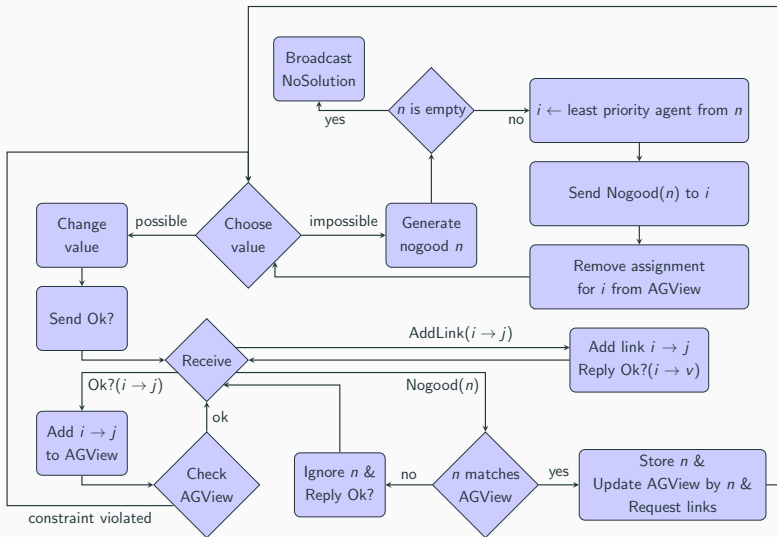 Broadcast
NoSolution
n is empty
yes
no
i ← least priority agent from n
Send Nogood(n) to i
Remove assignment
for i from AGView
Change
value
possible
Choose
value
impossible
Generate
nogood n
Send Ok?
Receive
AddLink(i → j)
Add link i → j
Reply Ok?(i → v)
Ok?(i → j)
Nogood(n)
ok
Add i → j
to AGView
Check
AGView
constraint violated
Ignore n &
Reply Ok?
no
n matches
AGView
yes
Store n &
Update AGView by n &
Request links